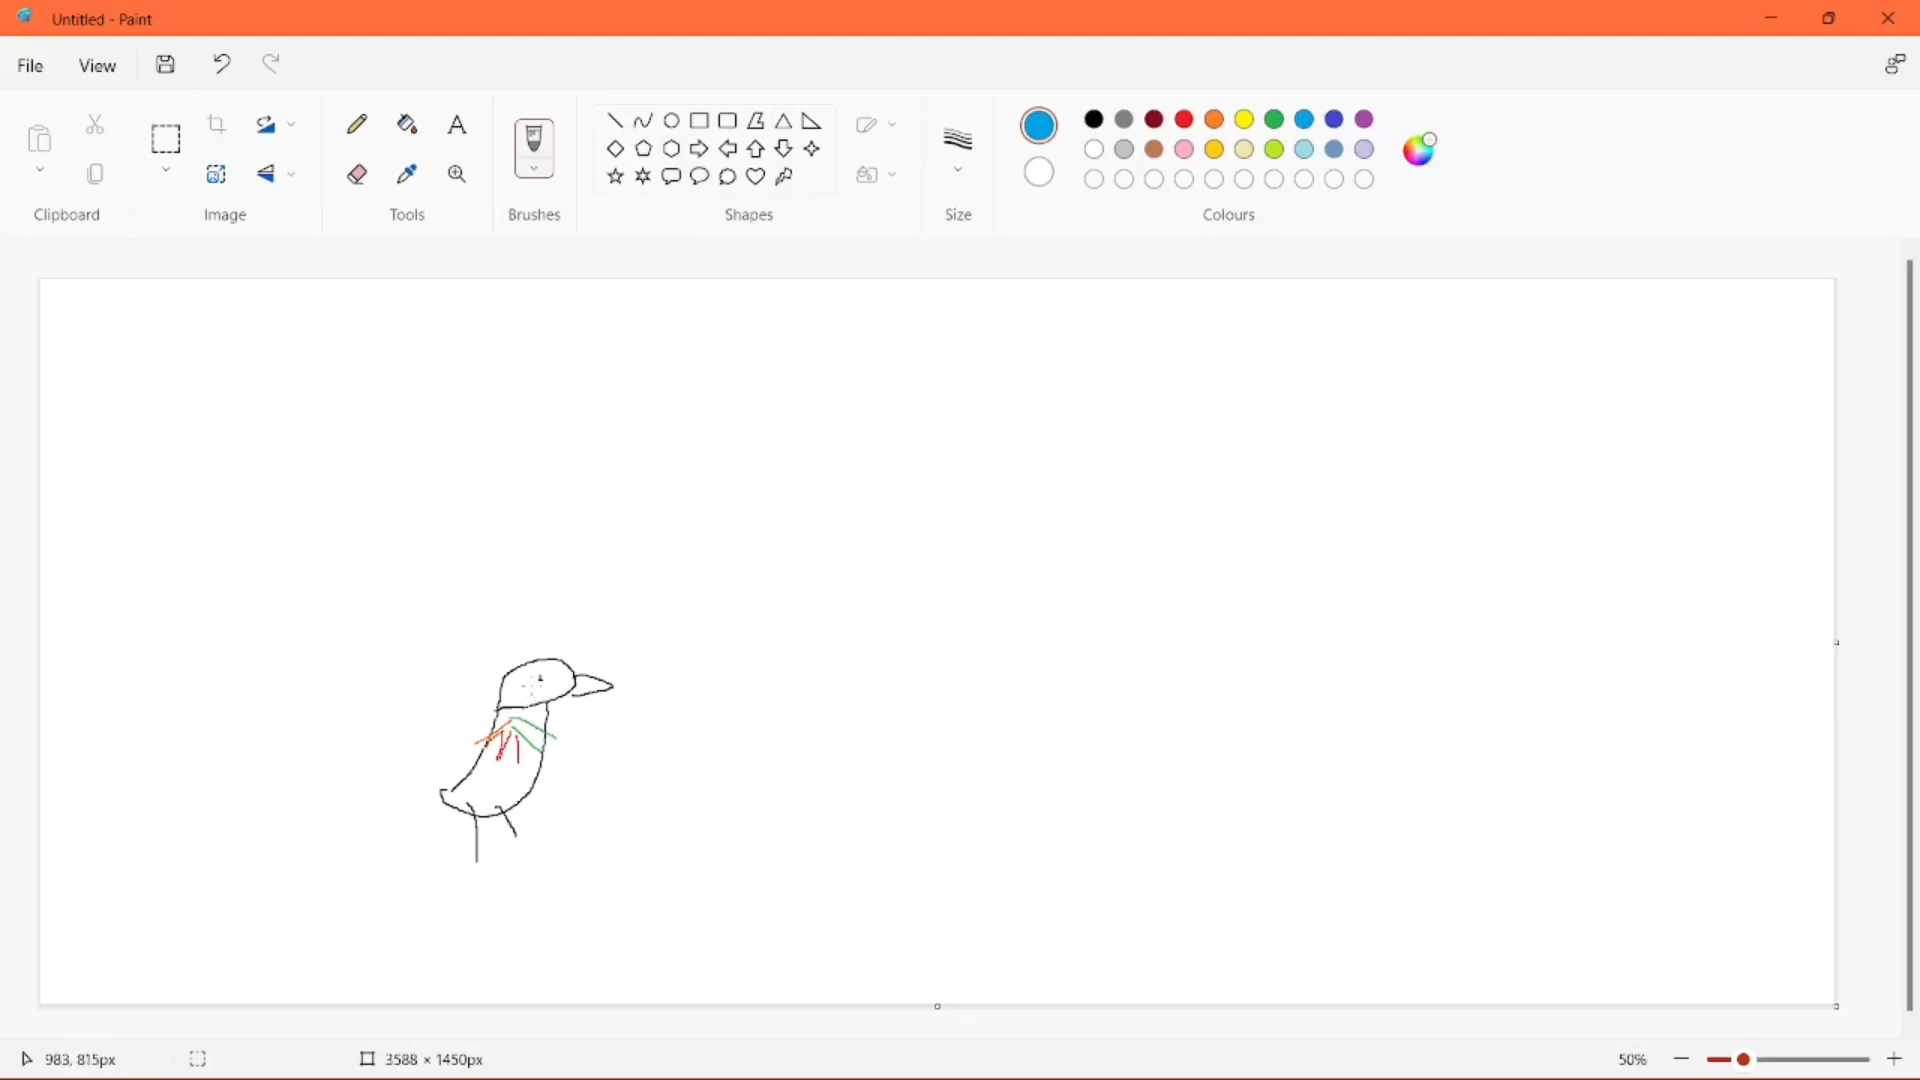 Untitled - Paint
File View
Clipboard Image Tools Brushes Shapes Size Colours
983, 815px 3588 × 1450px 50%